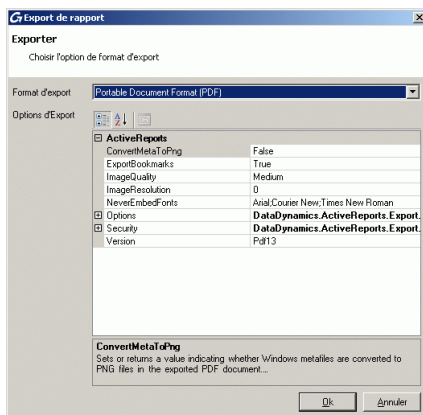 Export de rapport
Exporter
Choisir l'option de format d'export
Format d'export
Portable Document Format (PDF)
Options d'Export
ActiveReports
ConvertMetaToPng False
ExportBookmarks True
ImageQuality Medium
ImageResolution 0
NeverEmbedFonts Arial;Courier New;Times New Roman
Options DataDynamics.ActiveReports.Export.
Security DataDynamics.ActiveReports.Export.
Version Pdf13
ConvertMetaToPng
Sets or returns a value indicating whether Windows metafiles are converted to
PNG files in the exported PDF document....
Ok Annuler